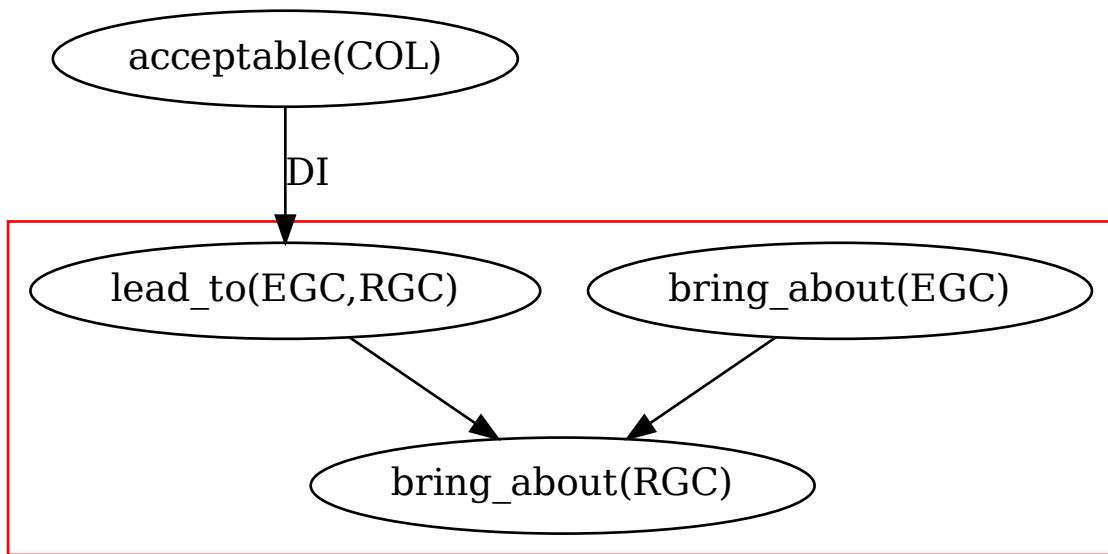 acceptable(COL)
DI
lead_to(EGC,RGC)
bring_about(EGC)
bring_about(RGC)